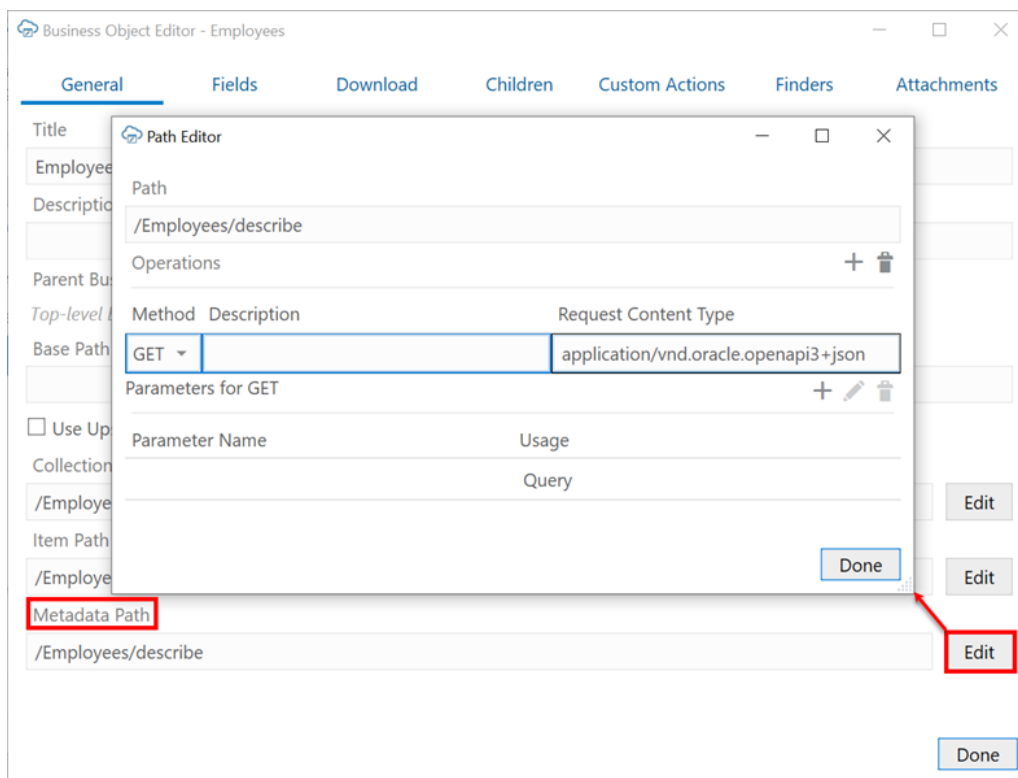 Business Object Editor - Employees
General Fields Download Children Custom Actions Finders Attachments
Title
Path Editor
Employee
Path
Descriptio
/Employees/describe
Operations
Parent Bu
Top-level
Method Description Request Content Type
Base Path
GET application/vnd.oracle.openapi3+json
Parameters for GET
Use Up
Parameter Name Usage
Collection
Query
/Employe Edit
Item Path
Done
/Employe Edit
Metadata Path
/Employees/describe Edit
Done